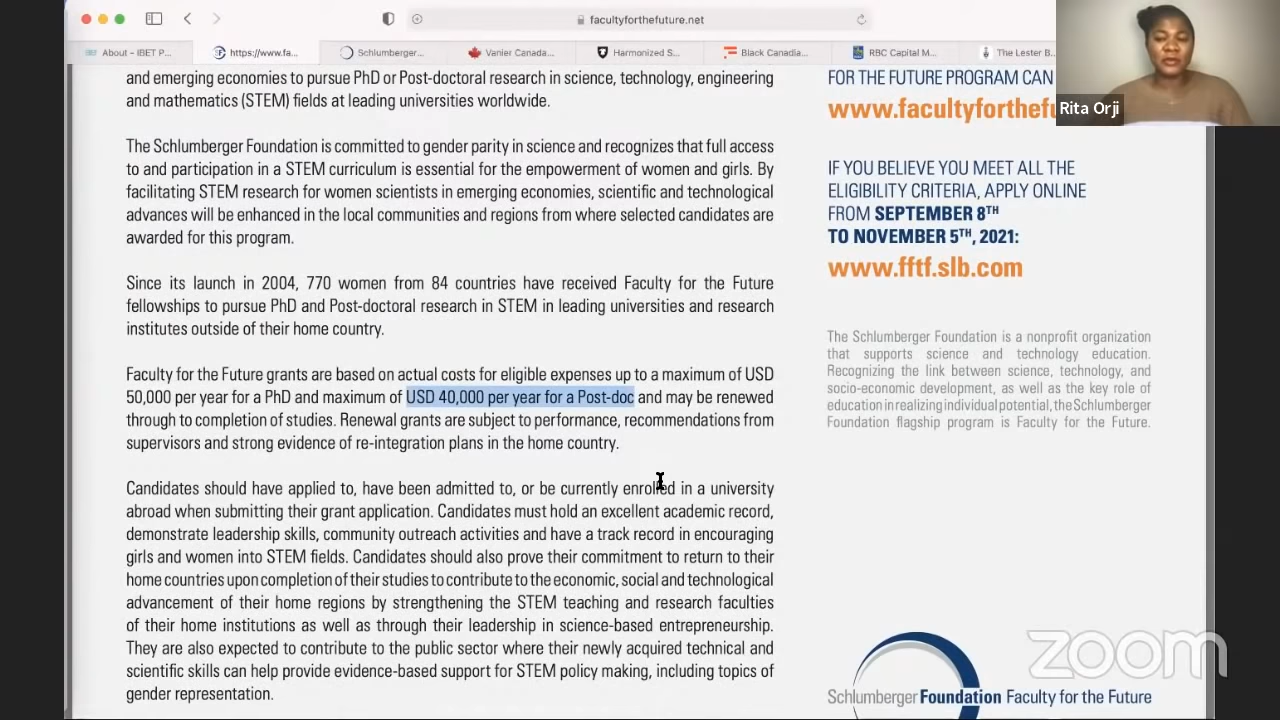 facultyforthefuture.net
About – IBET P...
https://www.fa...
Schlumberger...
Vanier Canada...
Harmonized S...
Black Canadia...
RBC Capital M...
The Lester B...
Rita Orji
and emerging economies to pursue PhD or Post-doctoral research in science, technology, engineering
and mathematics (STEM) fields at leading universities worldwide.
The Schlumberger Foundation is committed to gender parity in science and recognizes that full access
to and participation in a STEM curriculum is essential for the empowerment of women and girls. By
facilitating STEM research for women scientists in emerging economies, scientific and technological
advances will be enhanced in the local communities and regions from where selected candidates are
awarded for this program.
Since its launch in 2004, 770 women from 84 countries have received Faculty for the Future
fellowships to pursue PhD and Post-doctoral research in STEM in leading universities and research
institutes outside of their home country.
Faculty for the Future grants are based on actual costs for eligible expenses up to a maximum of USD
50,000 per year for a PhD and maximum of USD 40,000 per year for a Post-doc and may be renewed
through to completion of studies. Renewal grants are subject to performance, recommendations from
supervisors and strong evidence of re-integration plans in the home country.
Candidates should have applied to, have been admitted to, or be currently enrolled in a university
abroad when submitting their grant application. Candidates must hold an excellent academic record,
demonstrate leadership skills, community outreach activities and have a track record in encouraging
girls and women into STEM fields. Candidates should also prove their commitment to return to their
home countries upon completion of their studies to contribute to the economic, social and technological
advancement of their home regions by strengthening the STEM teaching and research faculties
of their home institutions as well as through their leadership in science-based entrepreneurship.
They are also expected to contribute to the public sector where their newly acquired technical and
scientific skills can help provide evidence-based support for STEM policy making, including topics of
gender representation.
FOR THE FUTURE PROGRAM CAN
www.facultyforthefu
IF YOU BELIEVE YOU MEET ALL THE
ELIGIBILITY CRITERIA, APPLY ONLINE
FROM SEPTEMBER 8TH
TO NOVEMBER 5TH, 2021:
www.fftf.slb.com
The Schlumberger Foundation is a nonprofit organization
that supports science and technology education.
Recognizing the link between science, technology, and
socio-economic development, as well as the key role of
education in realizing individual potential, the Schlumberger
Foundation flagship program is Faculty for the Future.
zoom
Schlumberger Foundation Faculty for the Future